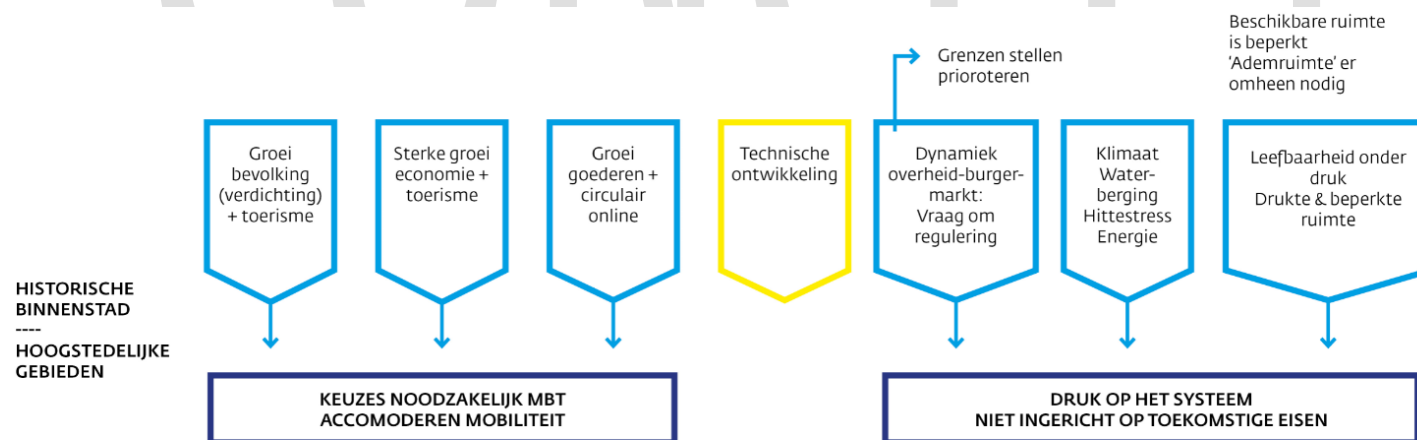 Beschikbare ruimte
is beperkt
'Ademruimte' er
omheen nodig
Grenzen stellen
prioroteren
Groei
bevolking
(verdichting)
+ toerisme
Sterke groei
economie +
toerisme
Groei
goederen +
circulair
online
Technische
ontwikkeling
Dynamiek
overheid-burger-
markt:
Vraag om
regulering
Klimaat
Water-
berging
Hittestress
Energie
Leefbaarheid onder
druk
Drukte & beperkte
ruimte
HISTORISCHE
BINNENSTAD
----
HOOGSTEDELIJKE
GEBIEDEN
KEUZES NOODZAKELIJK MBT
ACCOMODEREN MOBILITEIT
DRUK OP HET SYSTEEM
NIET INGERICHT OP TOEKOMSTIGE EISEN